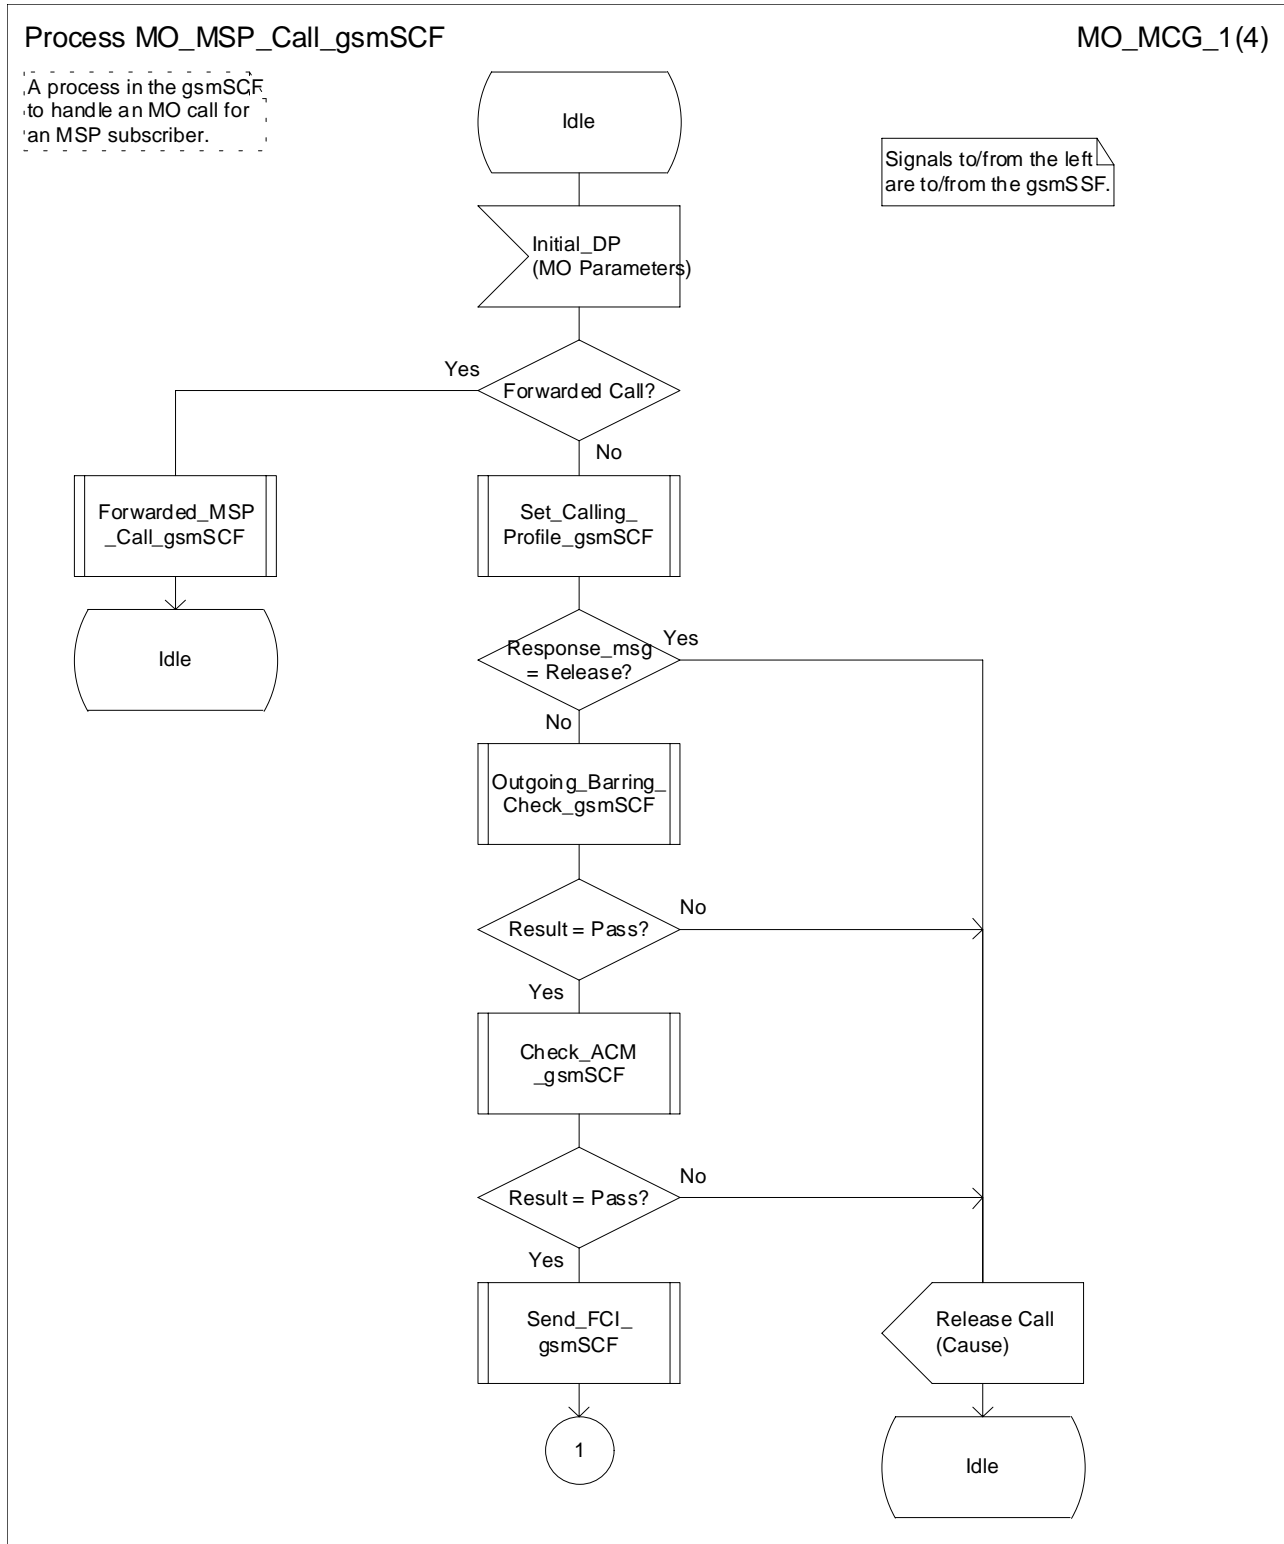 Process MO_MSP_Call_gsmSCF
MO_MCG_1(4)
A process in the gsmSCF
to handle an MO call for
an MSP subscriber.
Idle
Signals to/from the left
are to/from the gsmSSF.
Initial_DP
(MO Parameters)
Yes
Forwarded Call?
No
Forwarded_MSP
_Call_gsmSCF
Set_Calling_
Profile_gsmSCF
Idle
Response_msg
= Release?
Yes
No
Outgoing_Barring_
Check_gsmSCF
Result = Pass?
No
Yes
Check_ACM
_gsmSCF
Result = Pass?
No
Yes
Send_FCI_
gsmSCF
Release Call
(Cause)
1
Idle